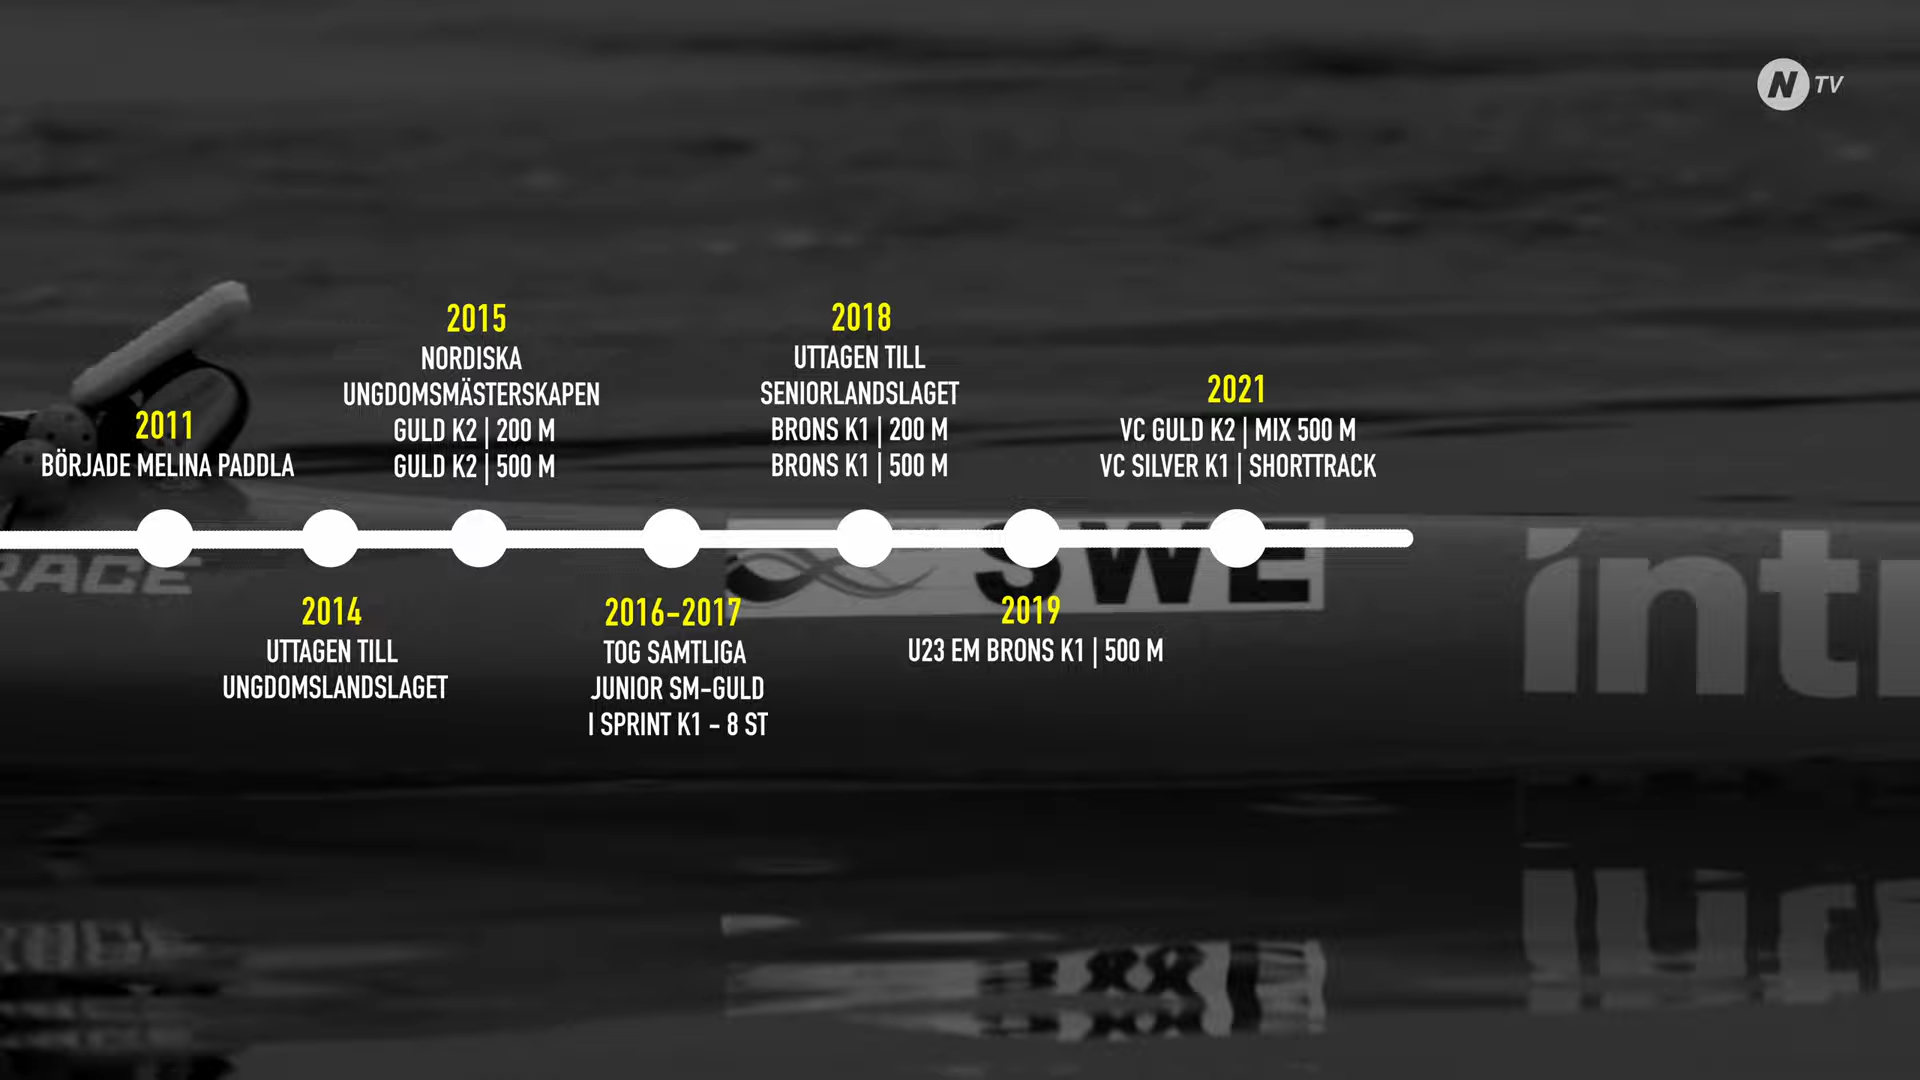 N TV
2011
BÖRJADE MELINA PADDLA
2014
UTTAGEN TILL
UNGDOMSLANDSLAGET
2015
NORDISKA
UNGDOMSMÄSTERSKAPEN
GULD K2 | 200 M
GULD K2 | 500 M
2016-2017
TOG SAMTLIGA
JUNIOR SM-GULD
I SPRINT K1 - 8 ST
2018
UTTAGEN TILL
SENIORLANDSLAGET
BRONS K1 | 200 M
BRONS K1 | 500 M
2019
U23 EM BRONS K1 | 500 M
2021
VC GULD K2 | MIX 500 M
VC SILVER K1 | SHORTTRACK
RACE
SWE
int